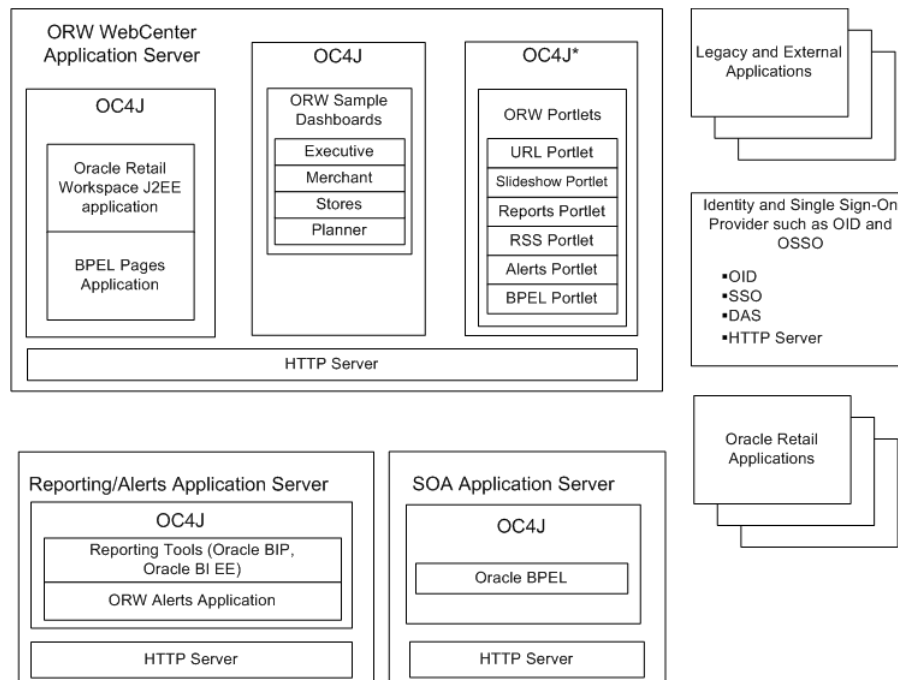 ORW WebCenter
Application Server
OC4J
Oracle Retail
Workspace J2EE
application
BPEL Pages
Application
OC4J
ORW Sample
Dashboards
Executive
Merchant
Stores
Planner
OC4J*
ORW Portlets
URL Portlet
Slideshow Portlet
Reports Portlet
RSS Portlet
Alerts Portlet
BPEL Portlet
HTTP Server
Legacy and External
Applications
Identity and Single Sign-On
Provider such as OID and
OSSO
▪OID
▪SSO
▪DAS
▪HTTP Server
Oracle Retail
Applications
Reporting/Alerts Application Server
OC4J
Reporting Tools (Oracle BIP,
Oracle BI EE)
ORW Alerts Application
HTTP Server
SOA Application Server
OC4J
Oracle BPEL
HTTP Server